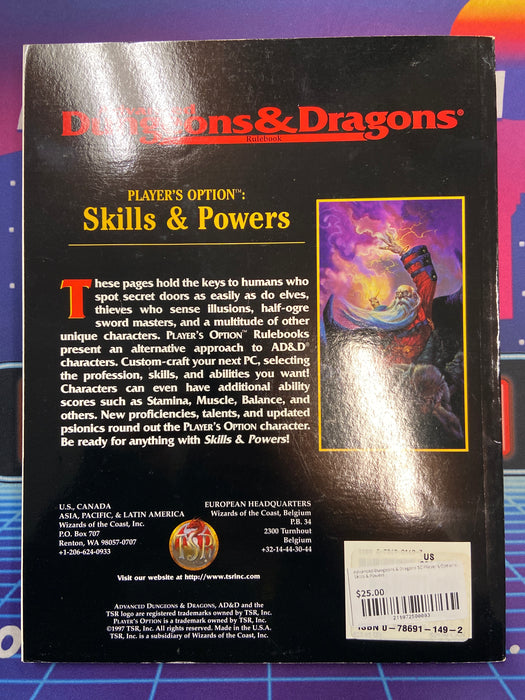 Dungeons & Dragons®
Rulebook
PLAYER'S OPTION™:
Skills & Powers
These pages hold the keys to humans who
spot secret doors as easily as do elves,
thieves who sense illusions, half-ogre
sword masters, and a multitude of other
unique characters. PLAYER'S OPTION™ Rulebooks
present an alternative approach to AD&D®
characters. Custom-craft your next PC, selecting
the profession, skills, and abilities you want!
Characters can even have additional ability
scores such as Stamina, Muscle, Balance, and
others. New proficiencies, talents, and updated
psionics round out the PLAYER'S OPTION character.
Be ready for anything with Skills & Powers!
U.S., CANADA
ASIA, PACIFIC, & LATIN AMERICA
Wizards of the Coast, Inc.
P.O. Box 707
Renton, WA 98057-0707
+1-206-624-0933
TSR
EUROPEAN HEADQUARTERS
Wizards of the Coast, Belgium
P.B. 34
2300 Turnhout
Belgium
+32-14-44-30-44
Visit our website at http://www.tsrinc.com
ADVANCED DUNGEONS & DRAGONS, AD&D and the
TSR logo are registered trademarks owned by TSR, Inc.
PLAYER'S OPTION is a trademark owned by TSR, Inc.
©1997 TSR, Inc. All rights reserved. Made in the U.S.A.
TSR, Inc. is a subsidiary of Wizards of the Coast, Inc.
US
Advanced Dungeons & Dragons 2E Player's Option:
Skills & Powers
$25.00
ISBN 0-78691-149-2